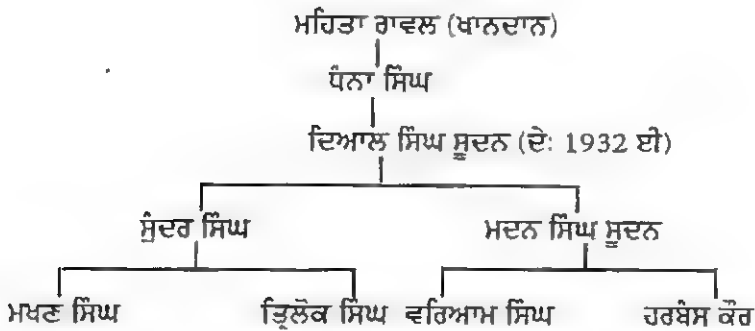 ਮਹਿਤਾ ਰਾਵਲ (ਖਾਨਦਾਨ)
ਧੰਨਾ ਸਿੰਘ
ਦਿਆਲ ਸਿੰਘ ਸੂਦਨ (ਦੇ: 1932 ਈ)
ਸੁੰਦਰ ਸਿੰਘ ਮਦਨ ਸਿੰਘ ਸੂਦਨ
ਮਖਣ ਸਿੰਘ ਤ੍ਰਿਲੋਕ ਸਿੰਘ ਵਰਿਆਮ ਸਿੰਘ ਹਰਬੰਸ ਕੌਰ